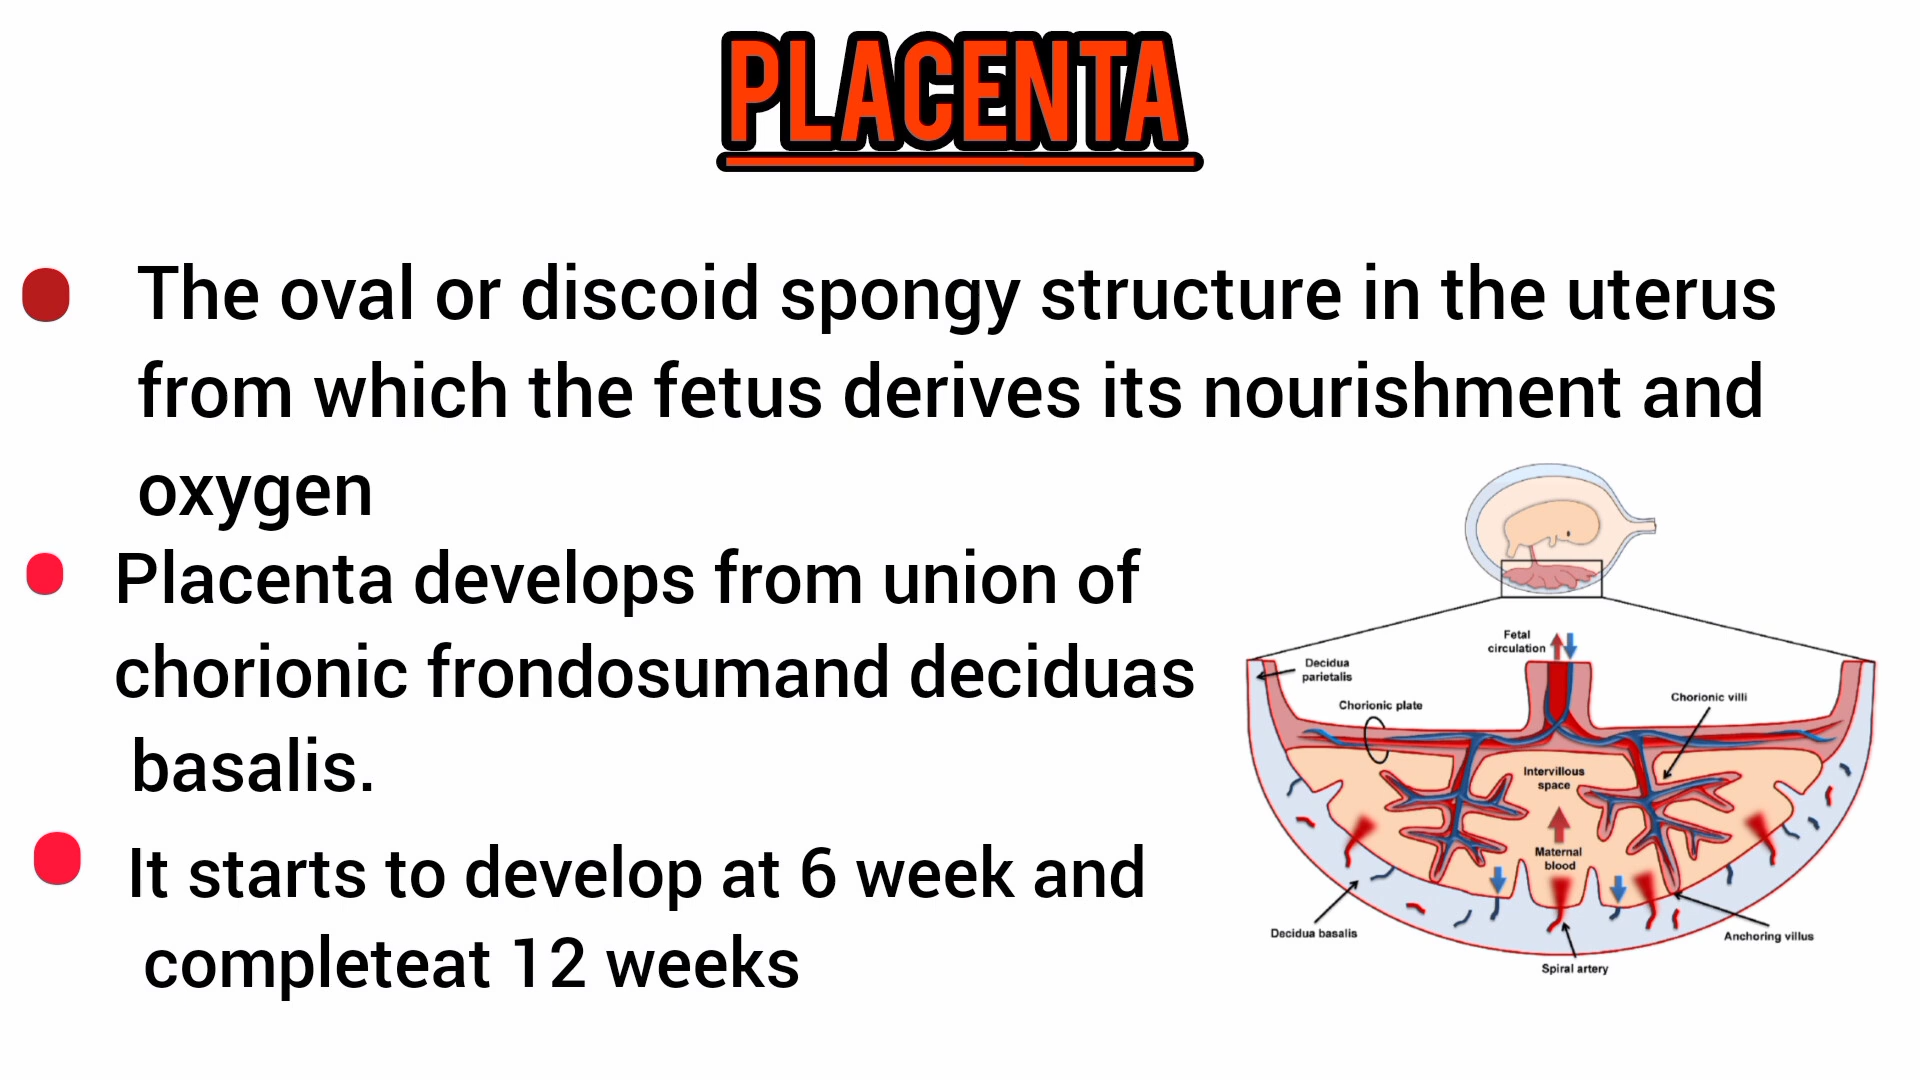 PLACENTA
The oval or discoid spongy structure in the uterus
from which the fetus derives its nourishment and
oxygen
Placenta develops from union of
chorionic frondosumand deciduas
basalis.
It starts to develop at 6 week and
completeat 12 weeks
Fetal
circulation
Decidua
parietalis
Chorionic plate
Chorionic villi
Intervillous
space
Maternal
blood
Decidua basalis
Anchoring villus
Spiral artery